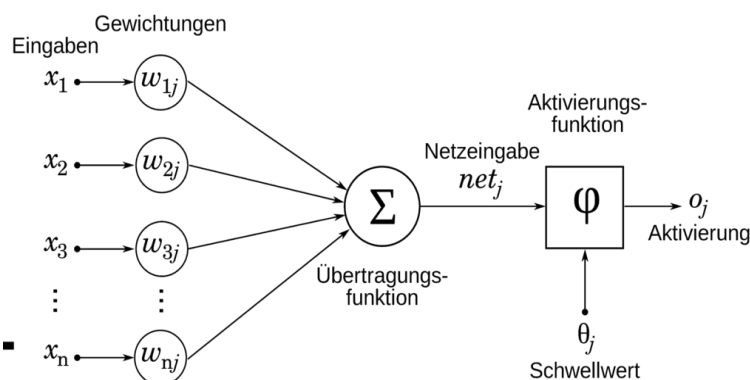 Gewichtungen
Eingaben
x1 w1j
x2 w2j
x3 w3j
⋮ ⋮
xn wnj
Σ
Übertragungs-
funktion
Netzeingabe
netj
Aktivierungs-
funktion
φ
oj
Aktivierung
θj
Schwellwert